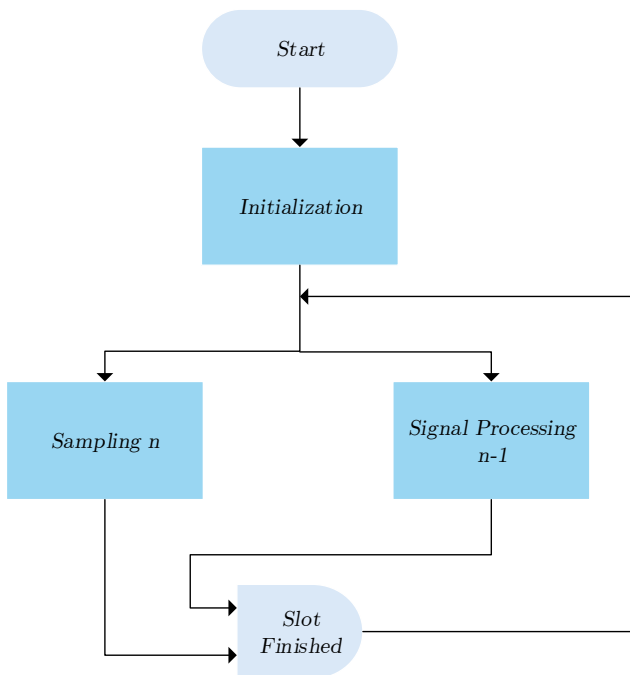 Start
Initialization
Sampling n
Signal Processing
n-1
Slot
Finished